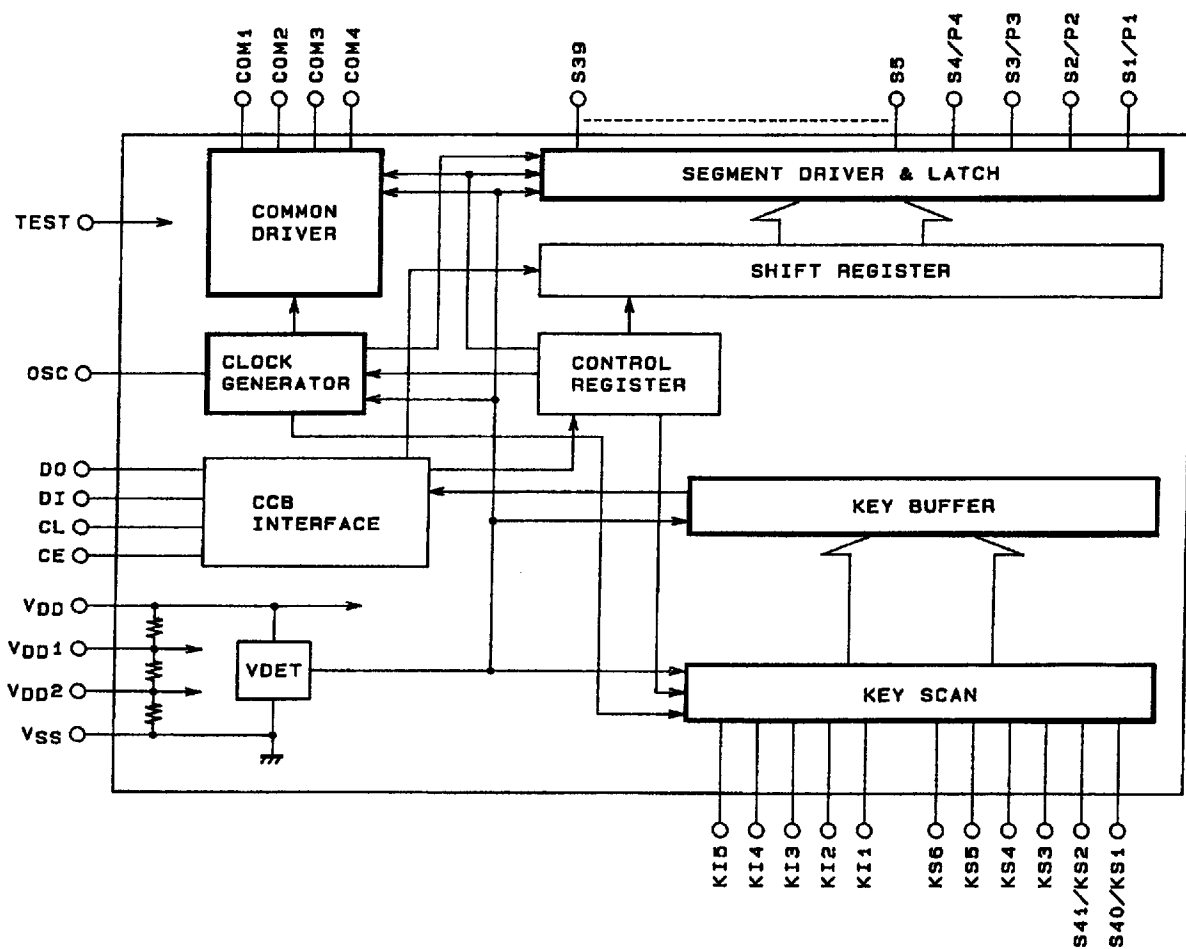 COM1
COM2
COM3
COM4
S39
S5
S4/P4
S3/P3
S2/P2
S1/P1
SEGMENT DRIVER & LATCH
COMMON
DRIVER
TEST
SHIFT REGISTER
OSC
CLOCK
GENERATOR
CONTROL
REGISTER
DO
DI
CL
CE
CCB
INTERFACE
KEY BUFFER
VDD
VDD1
VDD2
VSS
VDET
KEY SCAN
KI5
KI4
KI3
KI2
KI1
KS6
KS5
KS4
KS3
S41/KS2
S40/KS1